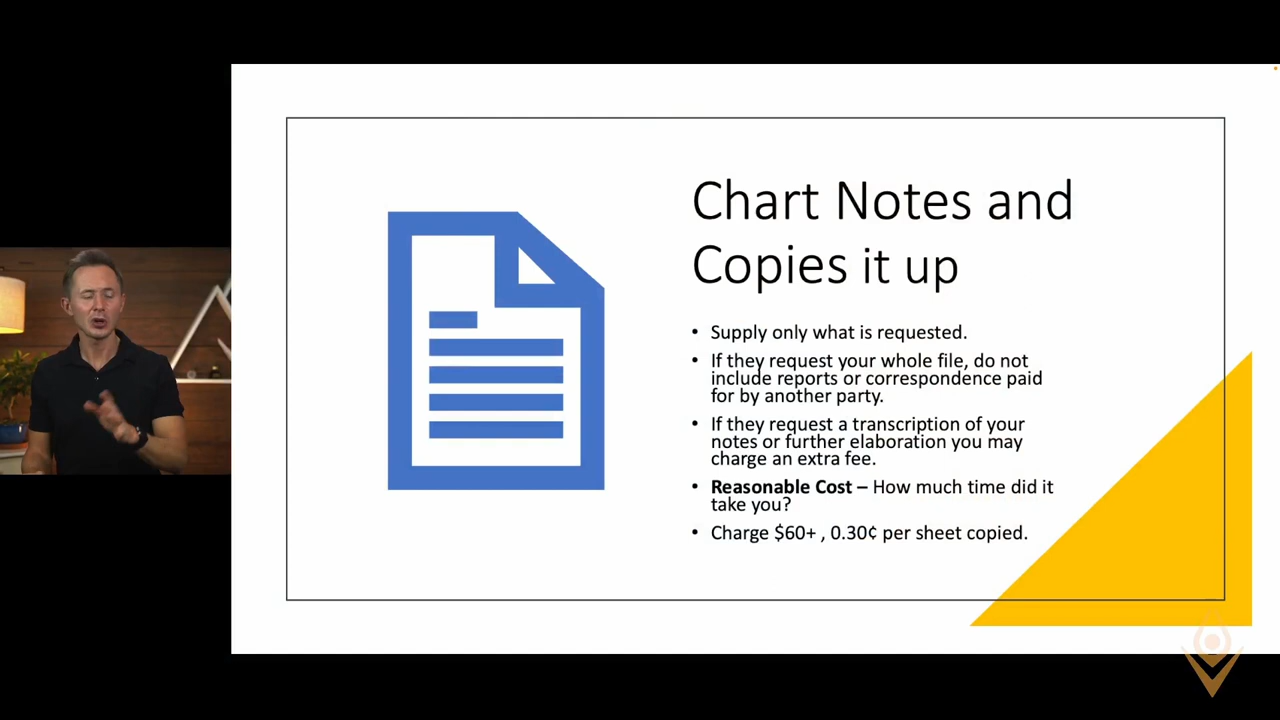 Chart Notes and
Copies it up
• Supply only what is requested.
• If they request your whole file, do not
include reports or correspondence paid
for by another party.
• If they request a transcription of your
notes or further elaboration you may
charge an extra fee.
• Reasonable Cost – How much time did it
take you?
• Charge $60+ , 0.30¢ per sheet copied.